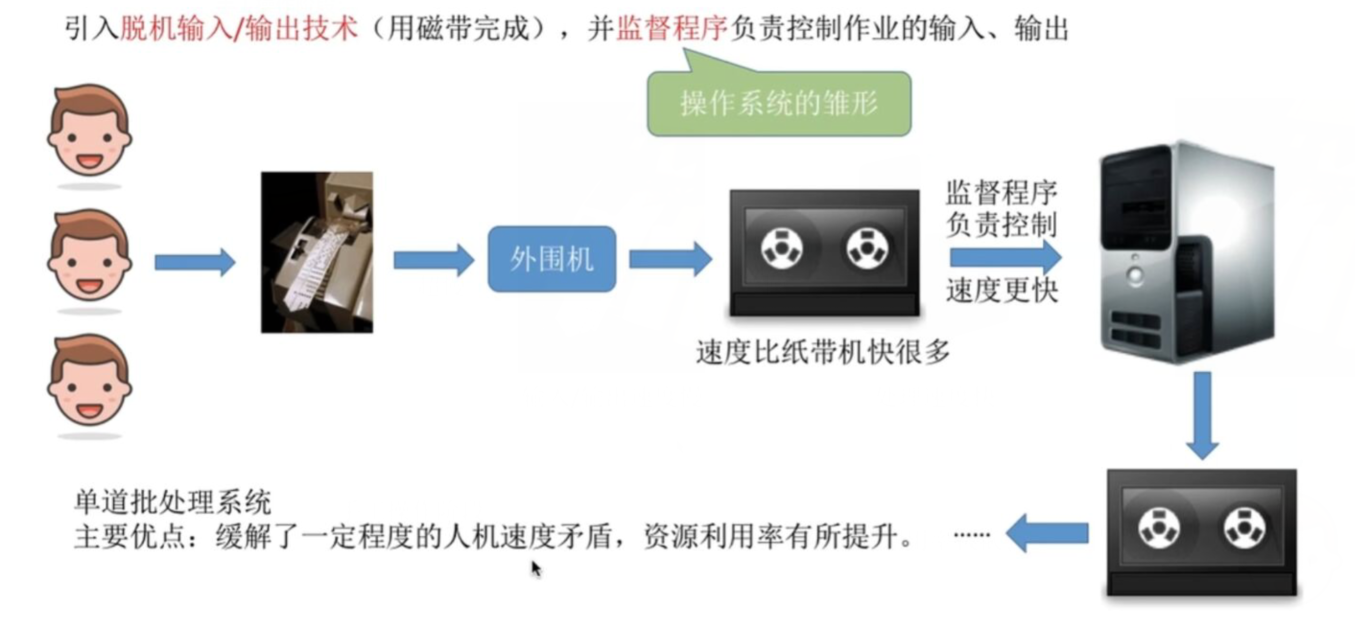 引入脱机输入/输出技术（用磁带完成），并监督程序负责控制作业的输入、输出
操作系统的雏形
监督程序
负责控制
外围机
速度更快
速度比纸带机快很多
单道批处理系统
主要优点：缓解了一定程度的人机速度矛盾，资源利用率有所提升。
……